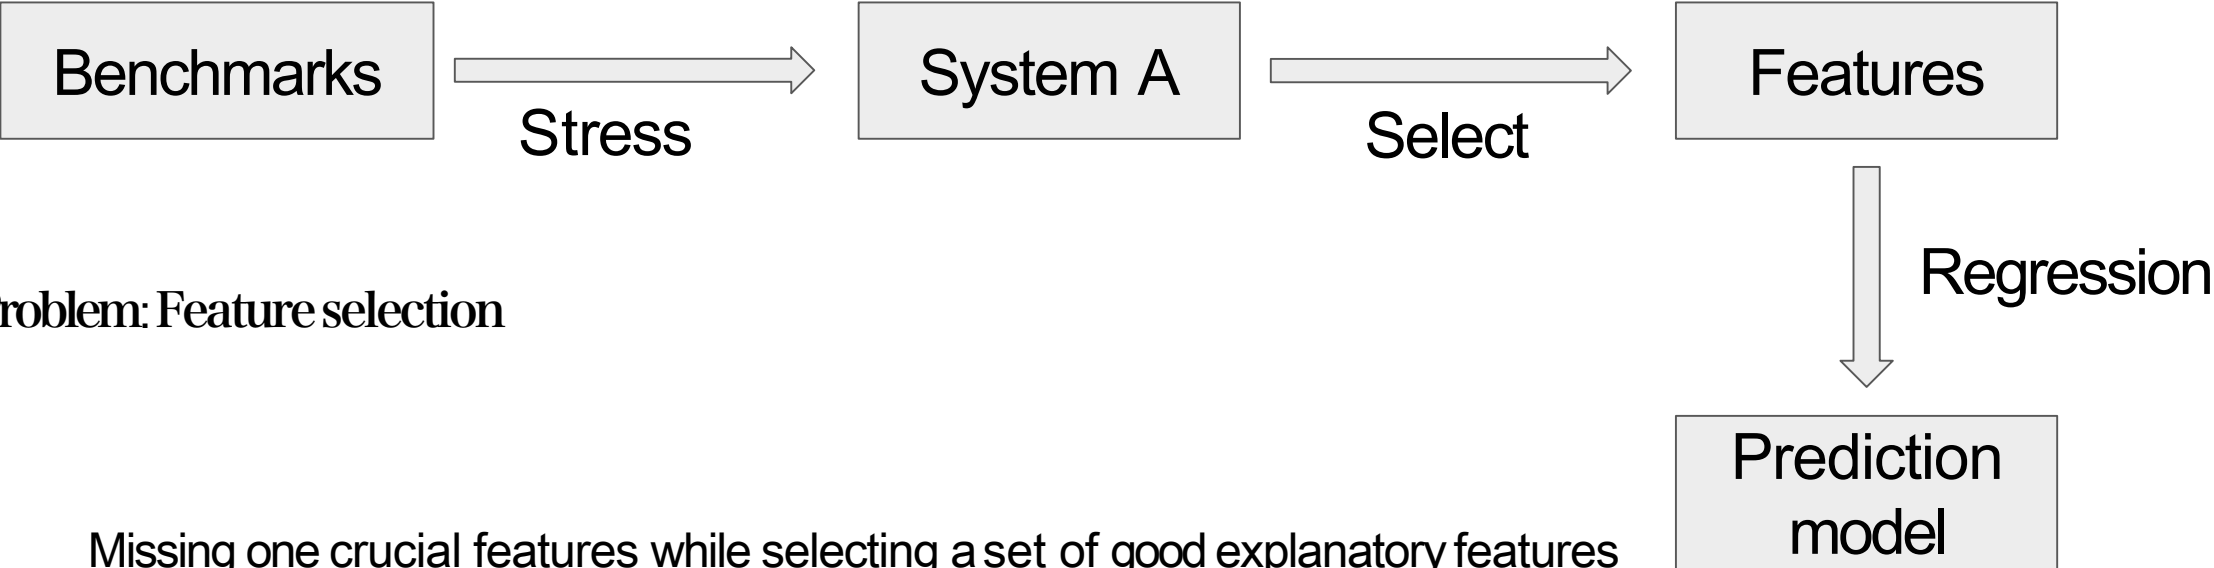 Benchmarks
System A
Features
Stress
Select
Regression
roblem: Feature selection
Prediction
model
Missing one crucial features while selecting a set of good explanatory features